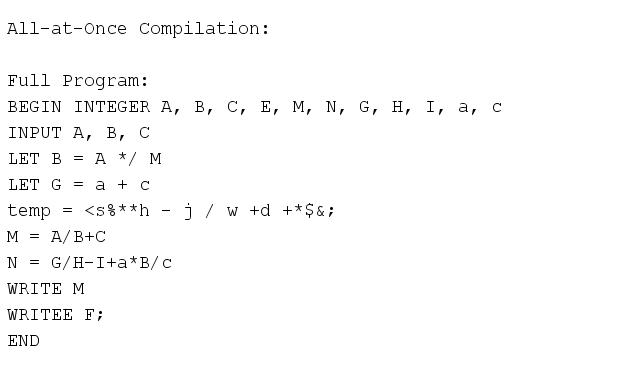 All-at-Once Compilation:
Full Program:
BEGIN INTEGER A, B, C, E, M, N, G, H, I, a, c
INPUT A, B, C
LET B = A */ M
LET G = a + c
temp = <s%**h - j / w +d +*$&;
M = A/B+C
N = G/H-I+a*B/c
WRITE M
WRITEE F;
END